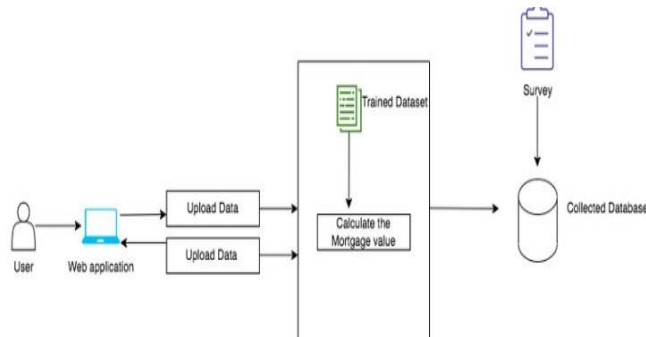 Survey
Trained Dataset
Upload Data
Calculate the
Mortgage value
Collected Database
Upload Data
User
Web application